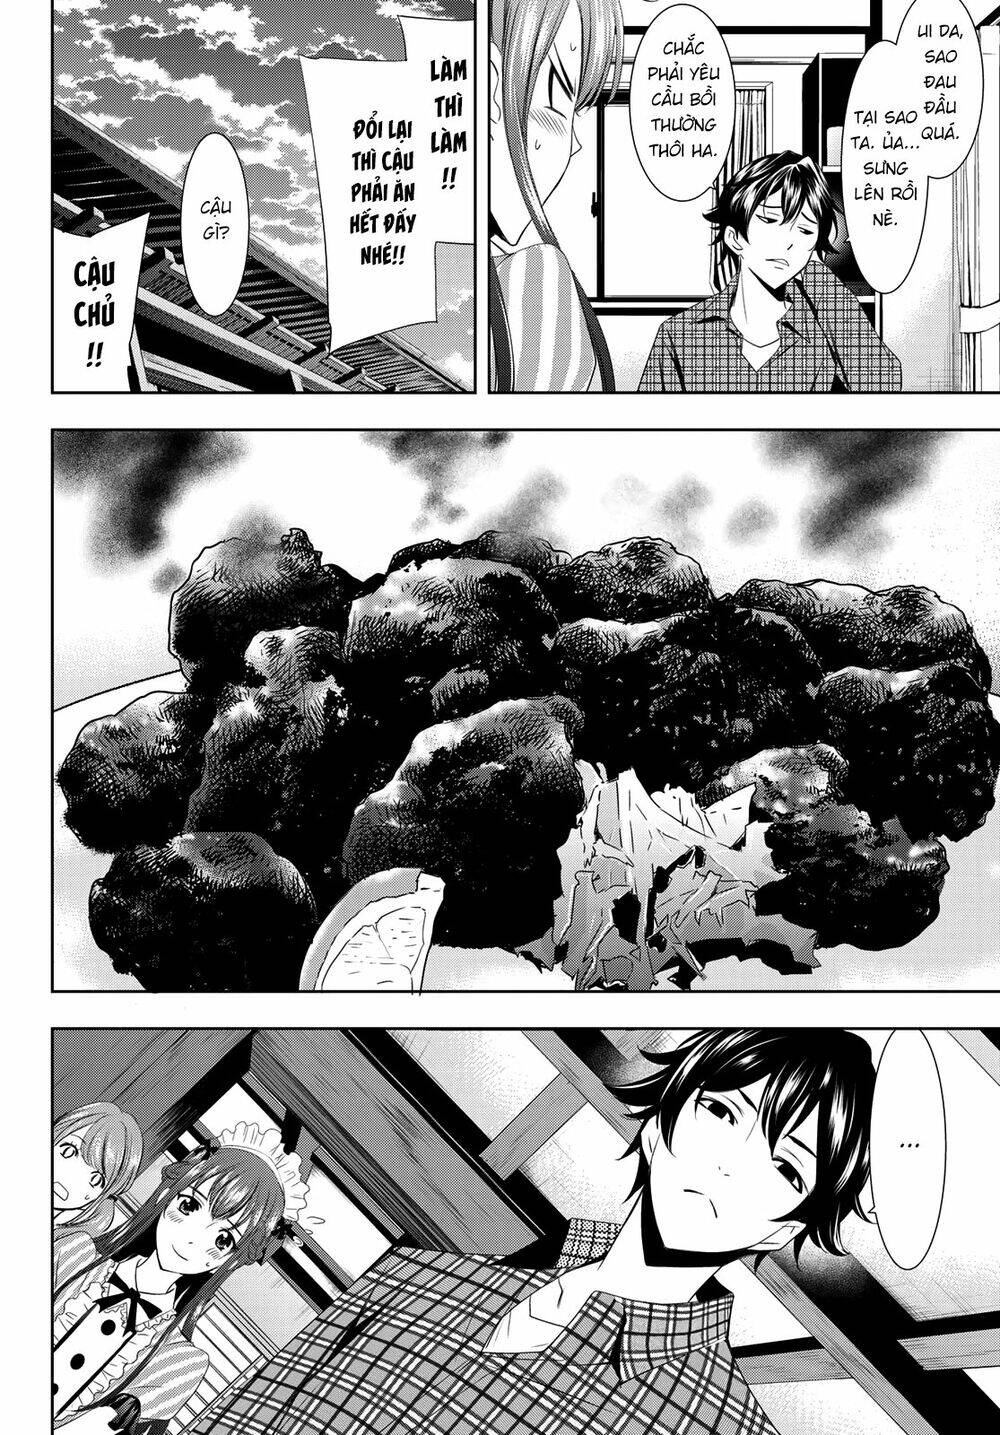 UI DA,
SAO
ĐAU
ĐẦU
QUÁ.
TẠI SAO
TA. ỦA...
SƯNG
LÊN RỒI
NÈ.
CHẮC
PHẢI YÊU
CẦU BỒI
THƯỜNG
THÔI HA.
LÀM
THÌ
LÀM
!!
ĐỔI LẠI
THÌ CẬU
PHẢI ĂN
HẾT ĐẤY
NHÉ!!
CẬU
GÌ?
CẬU
CHỦ
!!
...